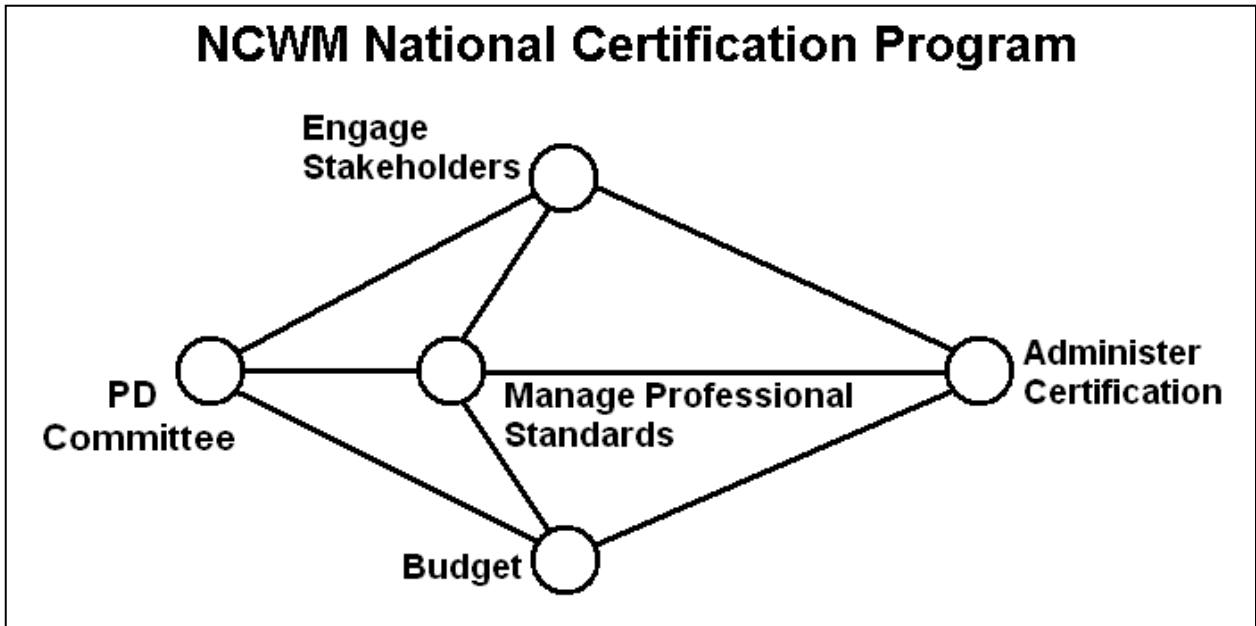 NCWM National Certification Program
Engage
Stakeholders
PD
Committee
Manage Professional
Standards
Administer
Certification
Budget